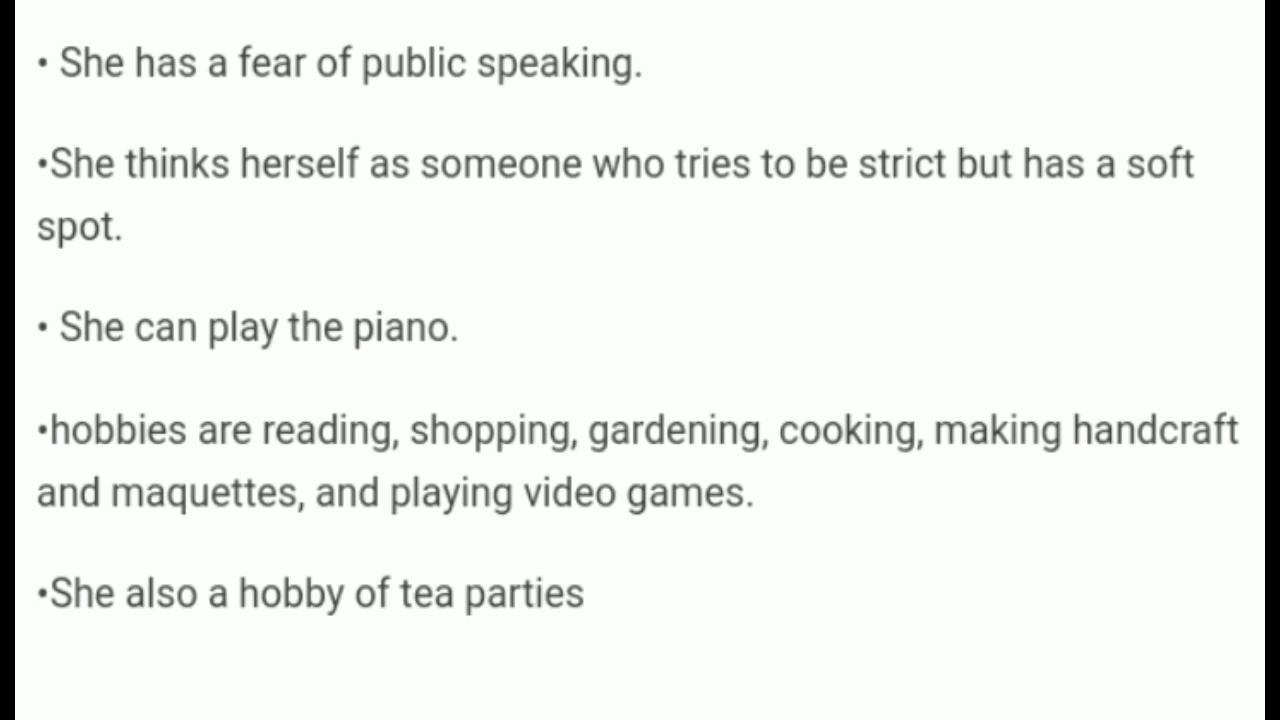 • She has a fear of public speaking.
•She thinks herself as someone who tries to be strict but has a soft
spot.
• She can play the piano.
•hobbies are reading, shopping, gardening, cooking, making handcraft
and maquettes, and playing video games.
•She also a hobby of tea parties